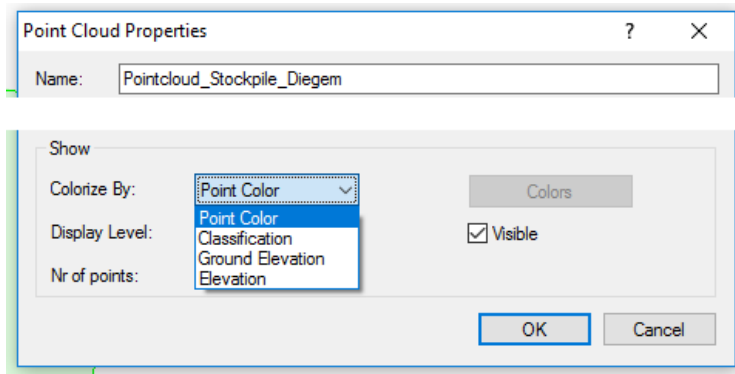 Point Cloud Properties ? X
Name: Pointcloud_Stockpile_Diegem
Show
Colorize By: Point Color Colors
Point Color
Classification
Display Level: Visible
Ground Elevation
Nr of points: Elevation
OK Cancel